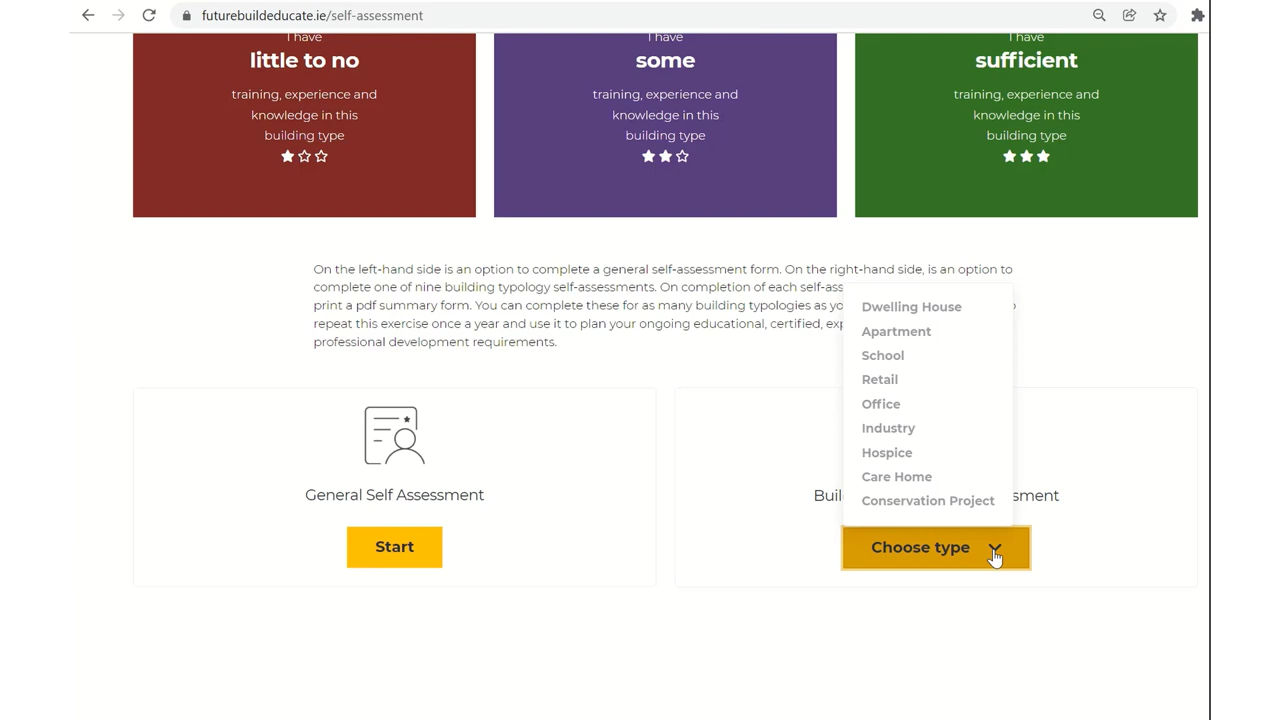 futurebuildeducate.ie/self-assessment
I have
little to no
training, experience and
knowledge in this
building type
I have
some
training, experience and
knowledge in this
building type
I have
sufficient
training, experience and
knowledge in this
building type
On the left-hand side is an option to complete a general self-assessment form. On the right-hand side, is an option to
complete one of nine building typology self-assessments. On completion of each
print a pdf summary form. You can complete these for as many building typologies as
repeat this exercise once a year and use it to plan your ongoing educational, certified,
professional development requirements.
Dwelling House
Apartment
School
Retail
Office
Industry
Hospice
Care Home
Conservation Project
General Self Assessment
Start
Choose type